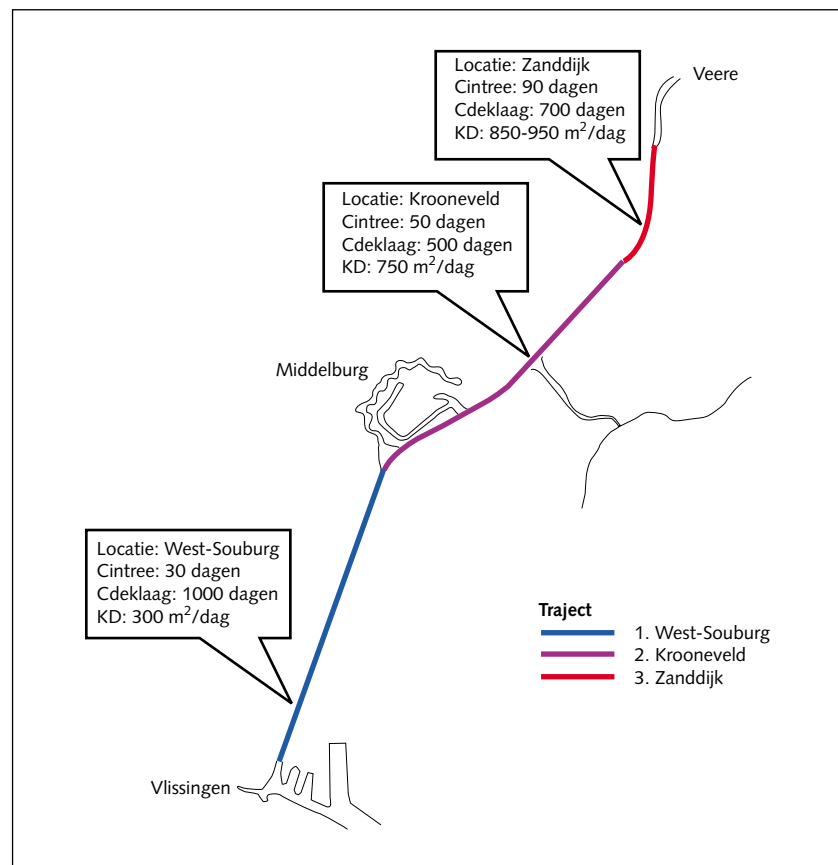 Locatie: Zanddijk
Cintree: 90 dagen
Cdeklaag: 700 dagen
KD: 850-950 m²/dag
Veere
Locatie: Krooneveld
Cintree: 50 dagen
Cdeklaag: 500 dagen
KD: 750 m²/dag
Middelburg
Locatie: West-Souburg
Cintree: 30 dagen
Cdeklaag: 1000 dagen
KD: 300 m²/dag
Traject
1. West-Souburg
2. Krooneveld
3. Zanddijk
Vlissingen